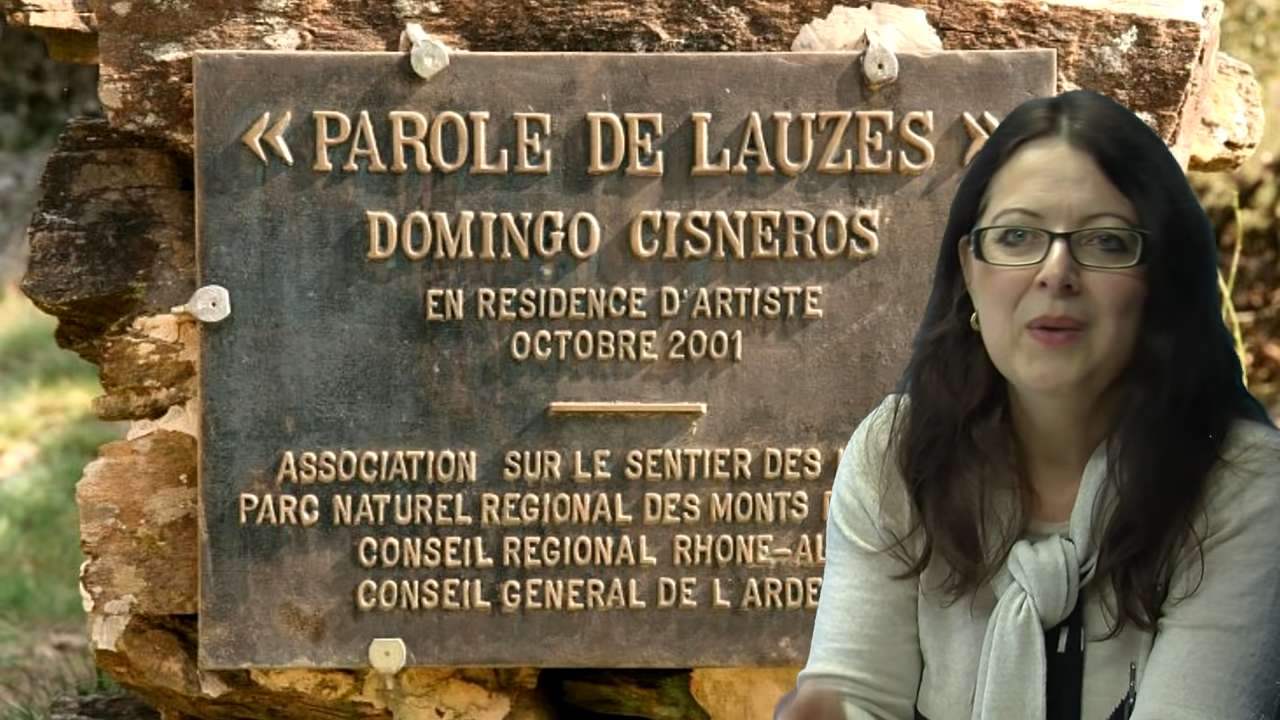 « PAROLE DE LAUZES »
DOMINGO CISNEROS
EN RESIDENCE D'ARTISTE
OCTOBRE 2001
ASSOCIATION SUR LE SENTIER DES
PARC NATUREL REGIONAL DES MONTS
CONSEIL REGIONAL RHONE-AL
CONSEIL GENERAL DE L ARDE